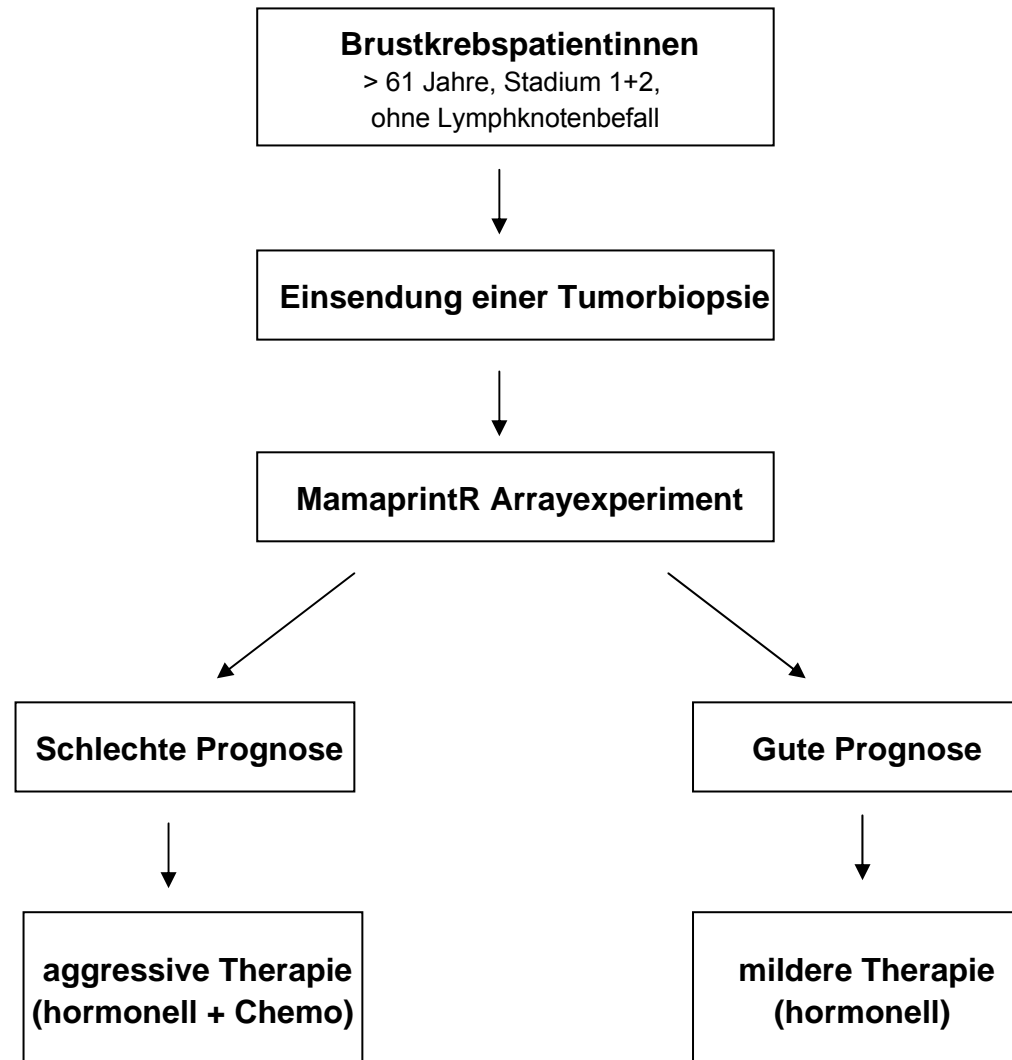 Brustkrebspatientinnen
> 61 Jahre, Stadium 1+2,
ohne Lymphknotenbefall
Einsendung einer Tumorbiopsie
MamaprintR Arrayexperiment
Schlechte Prognose
Gute Prognose
aggressive Therapie
(hormonell + Chemo)
mildere Therapie
(hormonell)